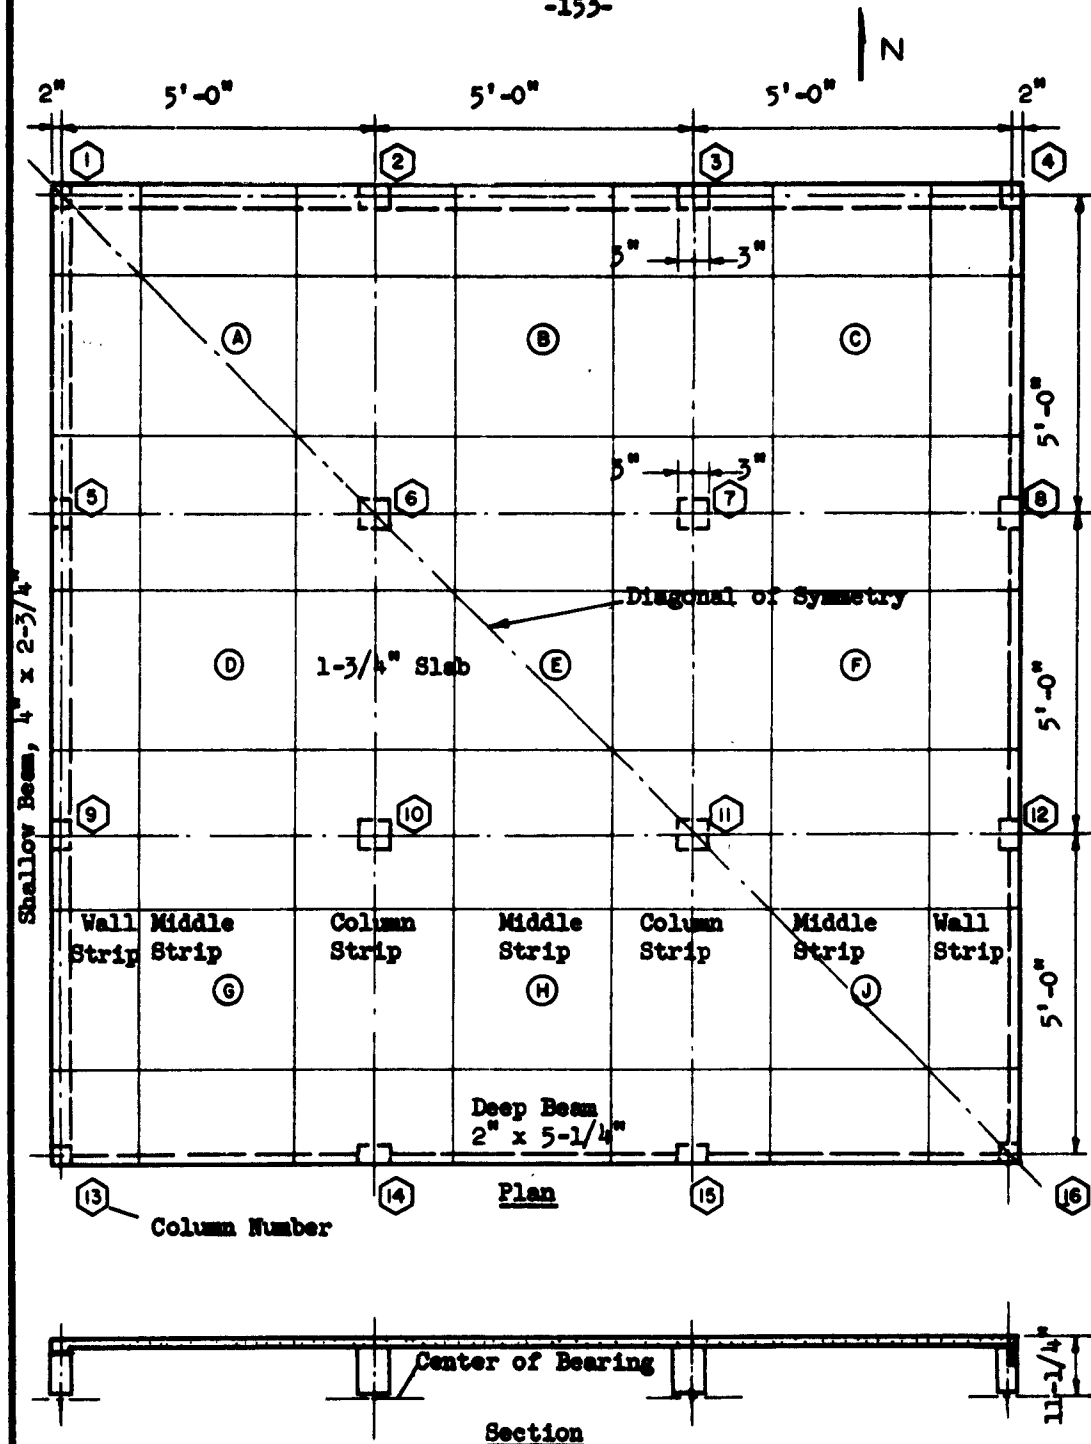 -153-
N
2" 5'-0" 5'-0" 5'-0" 2"
1 2 3 4
3" 3"
A B C
5'-0"
3" 3"
5 6 7 8
Diagonal of Symmetry
D 1-3/4" Slab E F
5'-0"
Shallow Beam, 4" x 2-3/4"
9 10 11 12
Wall Middle Column Middle Column Middle Wall
Strip Strip Strip Strip Strip Strip Strip
G H J
5'-0"
Deep Beam
2" x 5-1/4"
13 14 Plan 15 16
Column Number
Center of Bearing
11-1/4"
Section